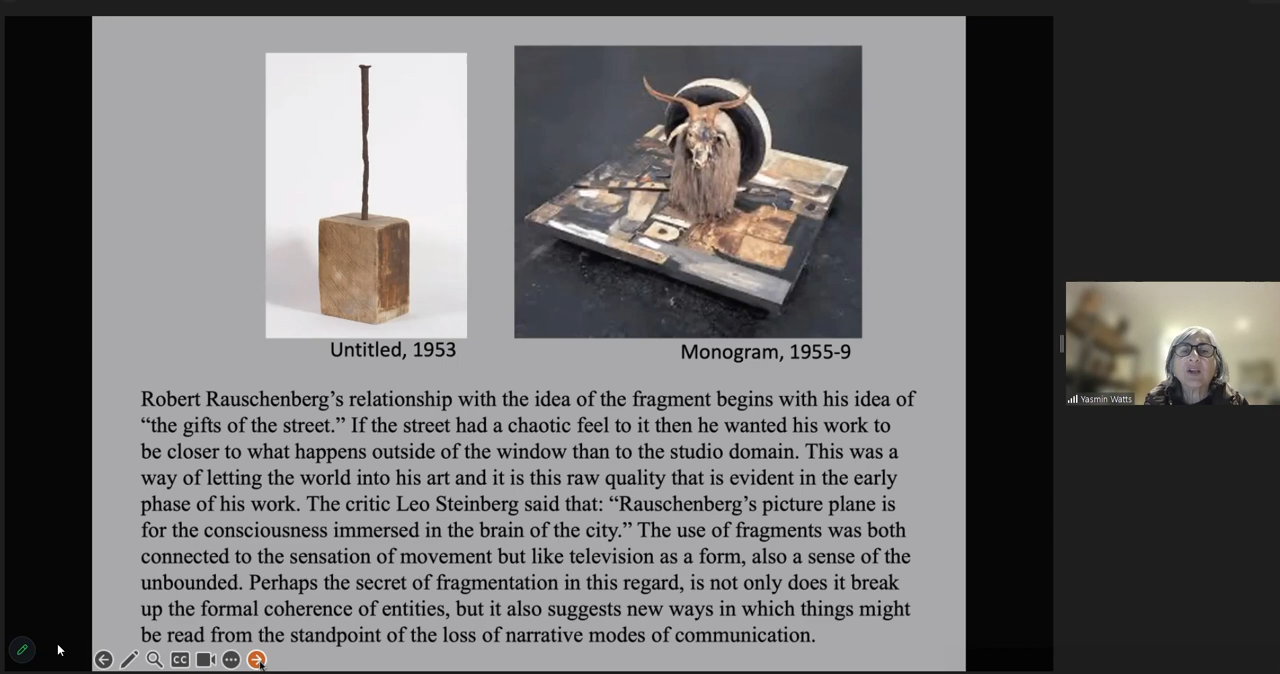 Untitled, 1953
Monogram, 1955-9
Robert Rauschenberg’s relationship with the idea of the fragment begins with his idea of
“the gifts of the street.” If the street had a chaotic feel to it then he wanted his work to
be closer to what happens outside of the window than to the studio domain. This was a
way of letting the world into his art and it is this raw quality that is evident in the early
phase of his work. The critic Leo Steinberg said that: “Rauschenberg’s picture plane is
for the consciousness immersed in the brain of the city.” The use of fragments was both
connected to the sensation of movement but like television as a form, also a sense of the
unbounded. Perhaps the secret of fragmentation in this regard, is not only does it break
up the formal coherence of entities, but it also suggests new ways in which things might
be read from the standpoint of the loss of narrative modes of communication.
CC
Yasmin Watts